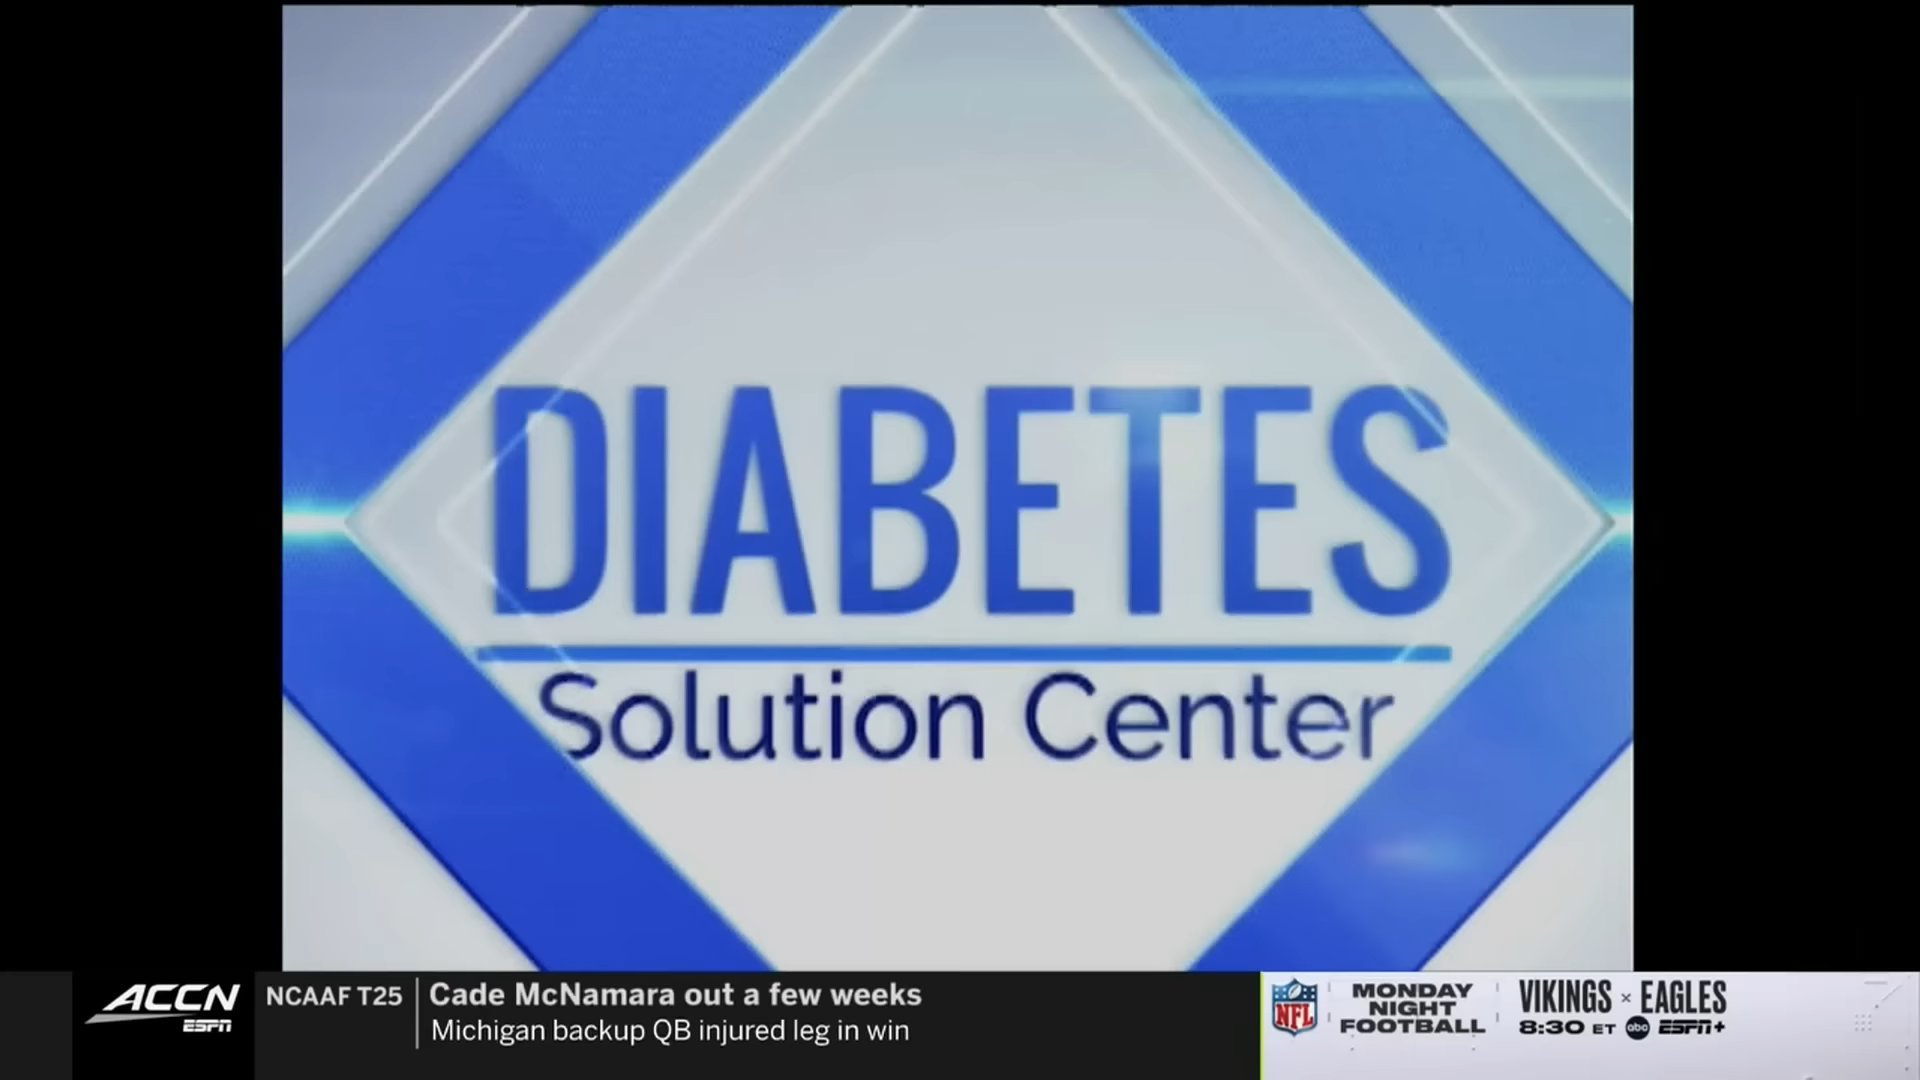 DIABETES
Solution Center
ACCN
ESPN
NCAAF T25
Cade McNamara out a few weeks
Michigan backup QB injured leg in win
NFL
MONDAY
NIGHT
FOOTBALL
VIKINGS × EAGLES
8:30 ET abc ESPN+